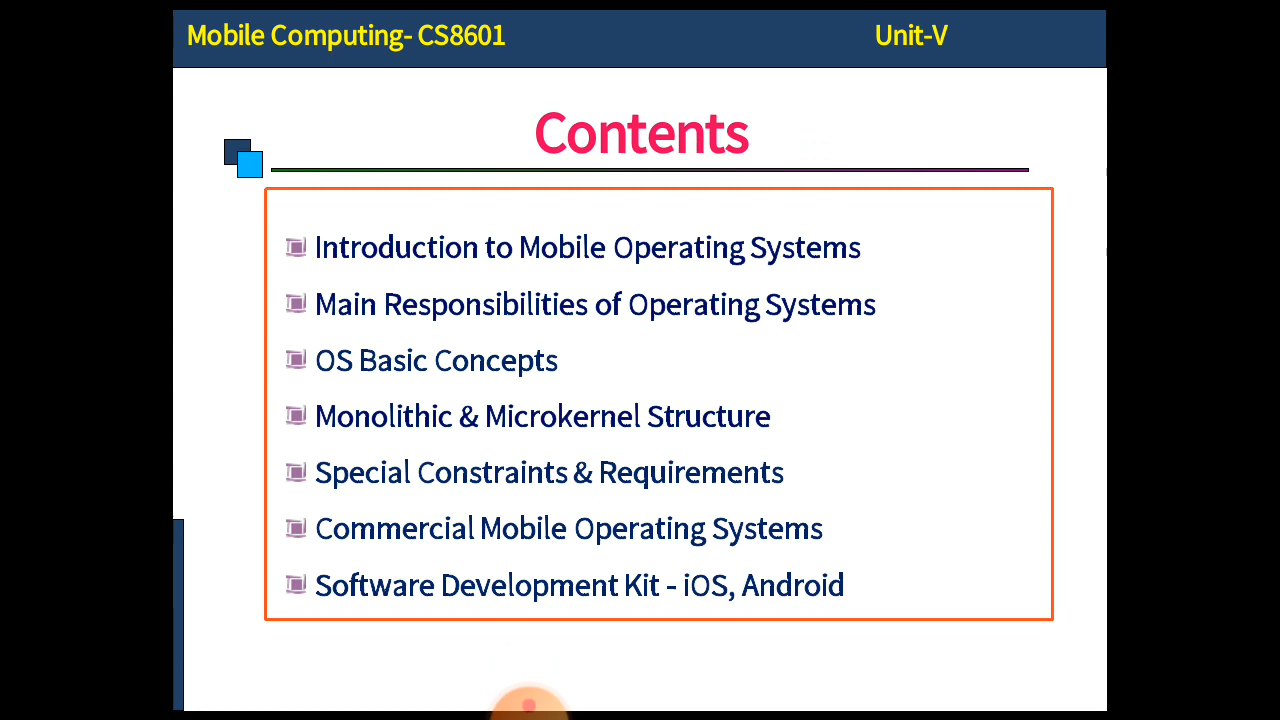 Mobile Computing- CS8601 Unit-V
Contents
Introduction to Mobile Operating Systems
Main Responsibilities of Operating Systems
OS Basic Concepts
Monolithic & Microkernel Structure
Special Constraints & Requirements
Commercial Mobile Operating Systems
Software Development Kit - iOS, Android